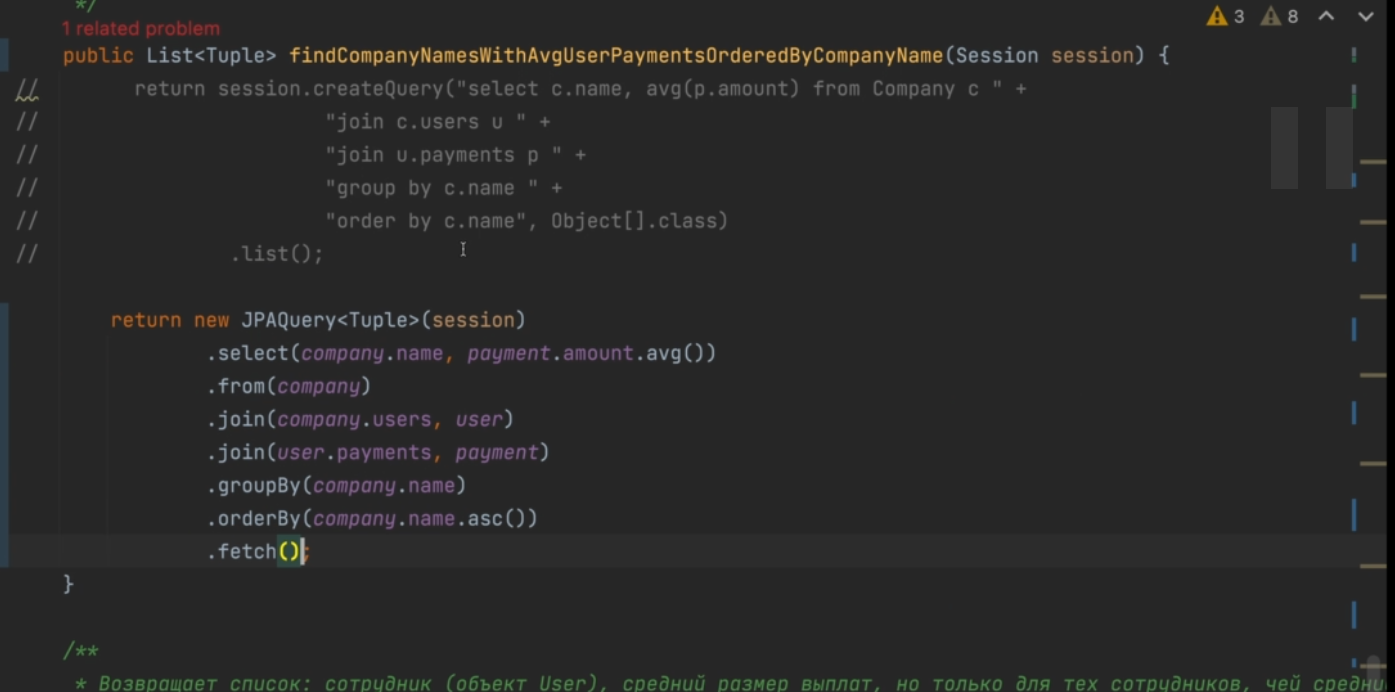 */
3 8
1 related problem
public List<Tuple> findCompanyNamesWithAvgUserPaymentsOrderedByCompanyName(Session session) {
// return session.createQuery("select c.name, avg(p.amount) from Company c " +
// "join c.users u " +
// "join u.payments p " +
// "group by c.name " +
// "order by c.name", Object[].class)
// .list();
return new JPAQuery<Tuple>(session)
.select(company.name, payment.amount.avg())
.from(company)
.join(company.users, user)
.join(user.payments, payment)
.groupBy(company.name)
.orderBy(company.name.asc())
.fetch();
}
/**
* Возвращает список: сотрудник (объект User), средний размер выплат, но только для тех сотрудников, чей средни